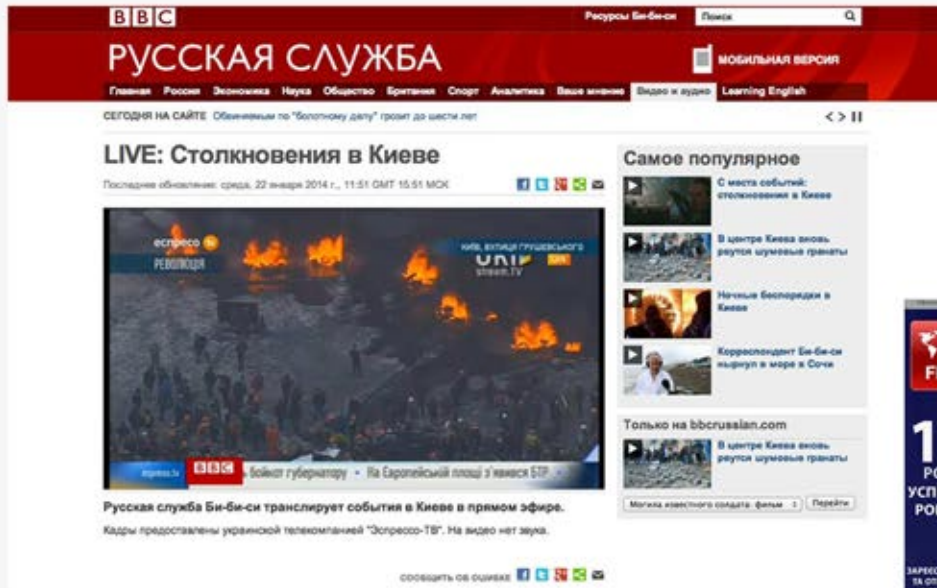 BBC
Ресурсы Би-би-си
Поиск
РУССКАЯ СЛУЖБА
МОБИЛЬНАЯ ВЕРСИЯ
Главная Россия Экономика Наука Общество Британия Спорт Аналитика Ваше мнение Видео и аудио Learning English
СЕГОДНЯ НА САЙТЕ Обвиняемым по "болотному делу" грозит до шести лет
LIVE: Столкновения в Киеве
Последнее обновление: среда, 22 января 2014 г., 11:51 GMT 15:51 МСК
еспресо tv
РЕВОЛЮЦІЯ
КИЇВ, ВУЛИЦЯ ГРУШЕВСЬКОГО
stream.TV
espreso.tv
BBC
бойкот губернатору • На Європейській площі з'явився БТР
Русская служба Би-би-си транслирует события в Киеве в прямом эфире.
Кадры предоставлены украинской телекомпанией "Эспрессо-ТВ". На видео нет звука.
СООБЩИТЬ ОБ ОШИБКЕ
Самое популярное
С места событий:
столкновения в Киеве
В центре Киева вновь
рвутся шумовые гранаты
Ночные беспорядки в
Киеве
Корреспондент Би-би-си
нырнул в море в Сочи
Только на bbcrussian.com
В центре Киева вновь
рвутся шумовые гранаты
Могила известного солдата: фильм
Перейти